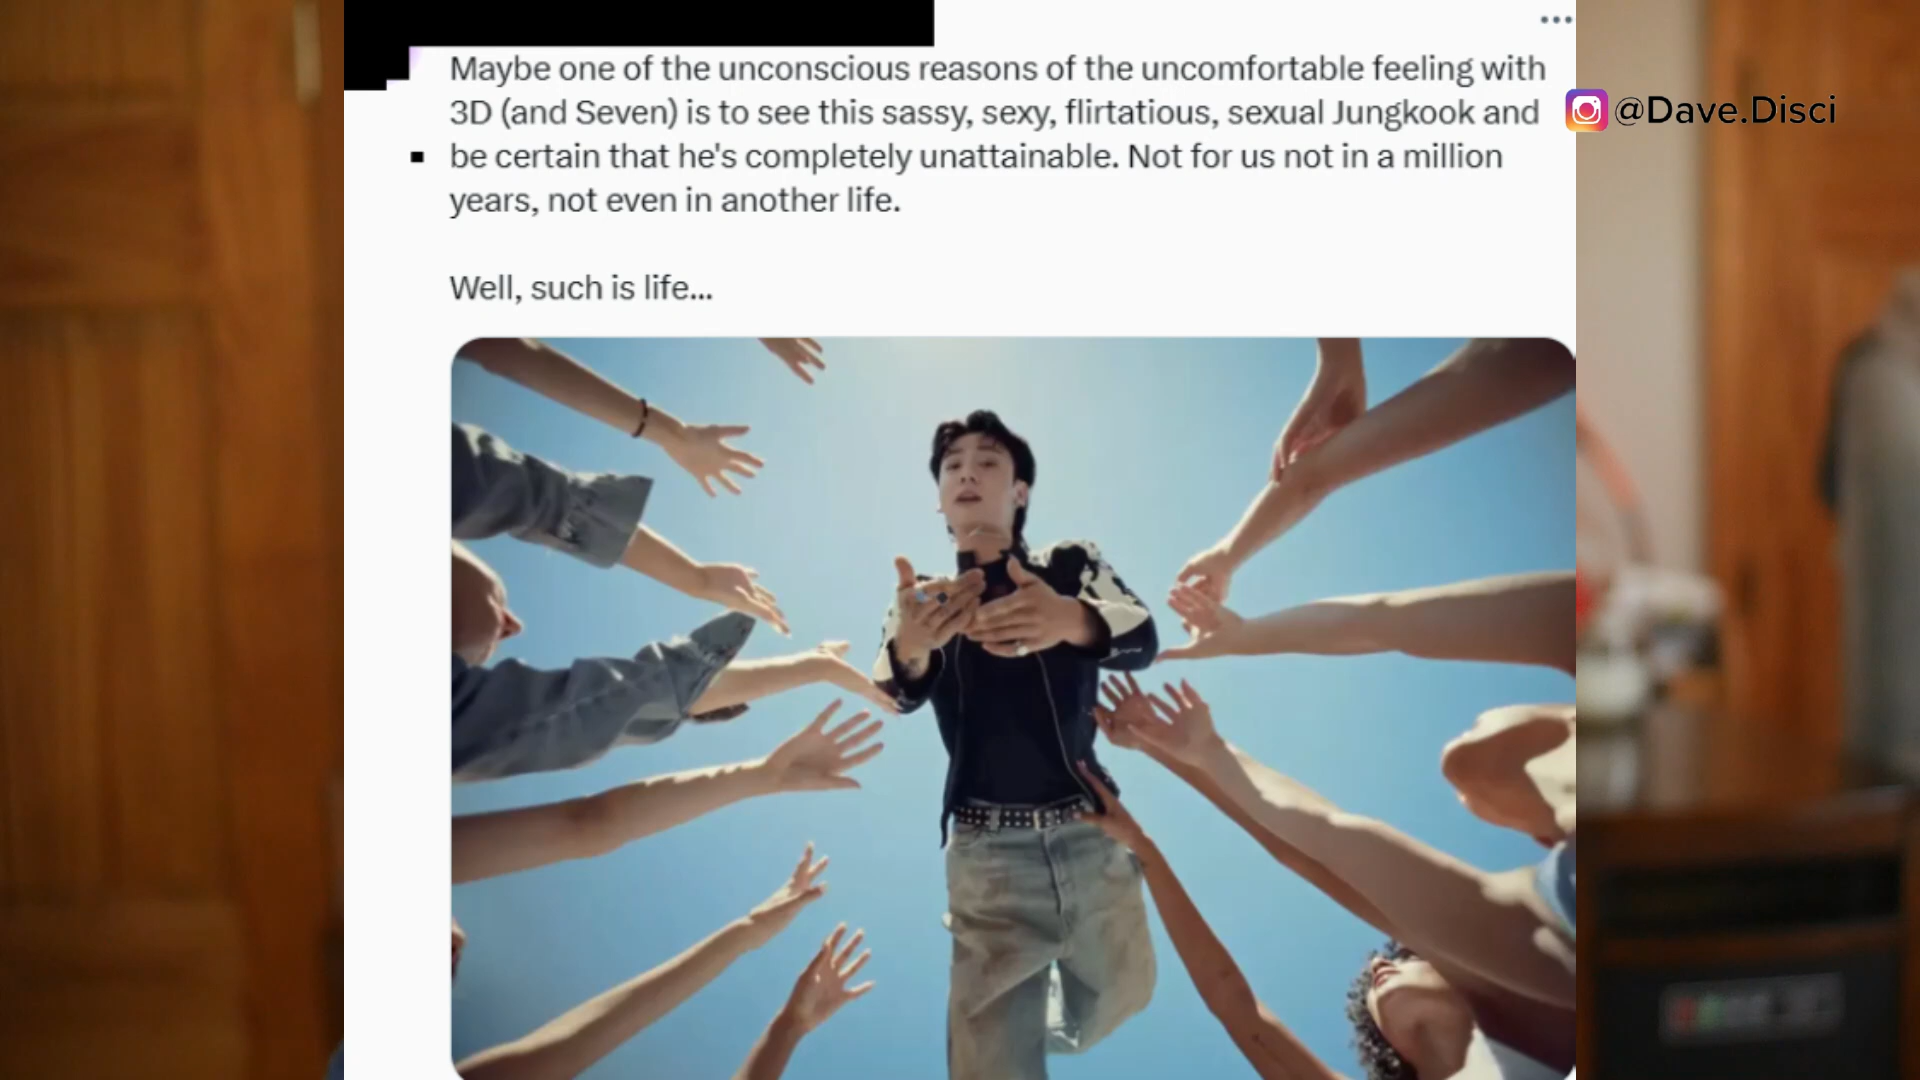 Maybe one of the unconscious reasons of the uncomfortable feeling with
3D (and Seven) is to see this sassy, sexy, flirtatious, sexual Jungkook and
be certain that he's completely unattainable. Not for us not in a million
years, not even in another life.
Well, such is life...
@Dave.Disci